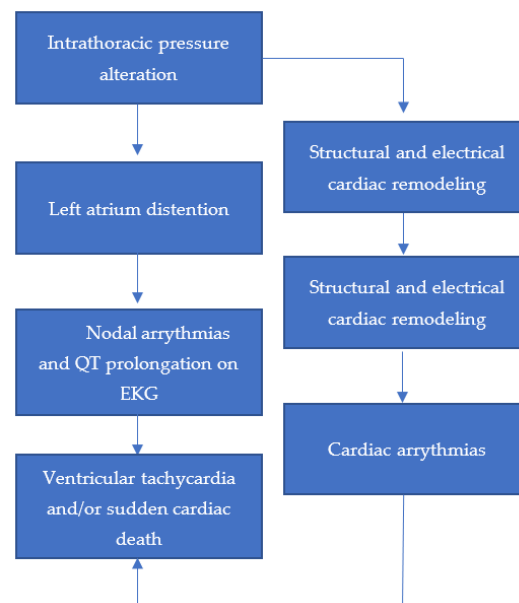 Intrathoracic pressure
alteration
Left atrium distention
Nodal arrythmias
and QT prolongation on
EKG
Ventricular tachycardia
and/or sudden cardiac
death
Structural and electrical
cardiac remodeling
Structural and electrical
cardiac remodeling
Cardiac arrythmias